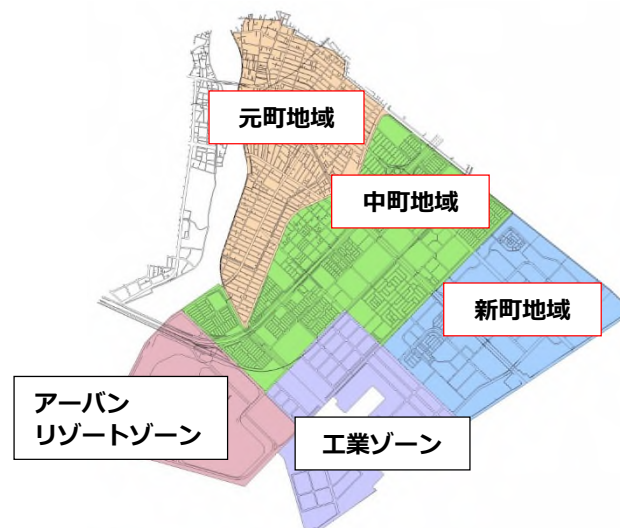 元町地域
中町地域
新町地域
アーバン
リゾートゾーン
工業ゾーン